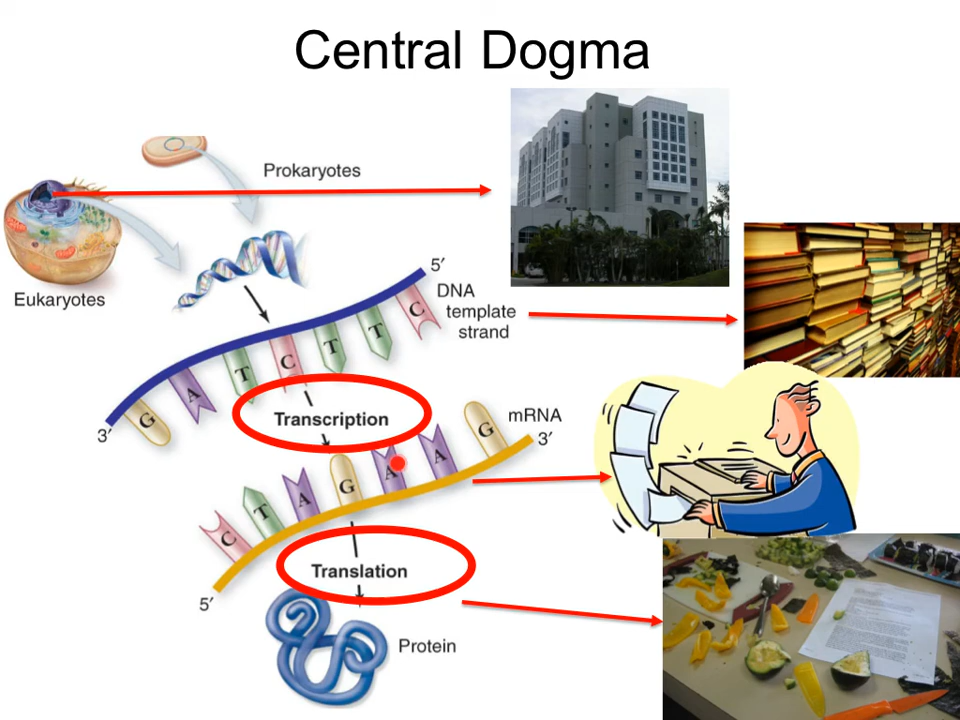 Central Dogma
Prokaryotes
Eukaryotes
5′
DNA
template
strand
G A T C T T C
3′
Transcription
mRNA
3′
C T A G A A G
5′
Translation
Protein